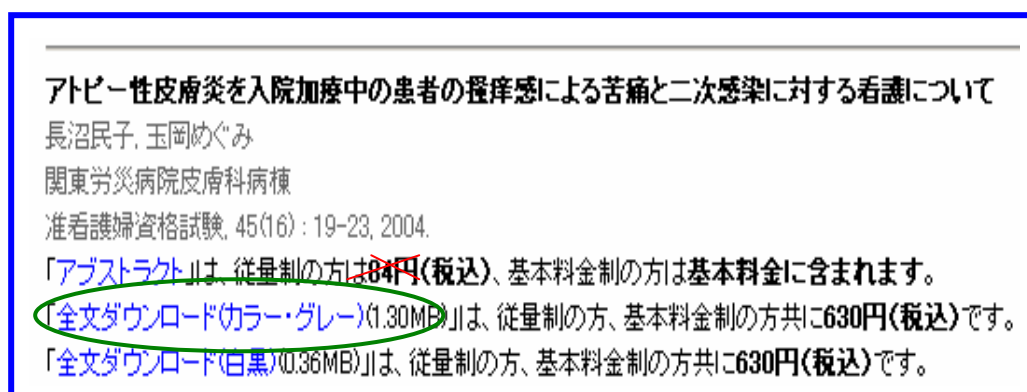 アトピー性皮膚炎を入院加療中の患者の掻痒感による苦痛と二次感染に対する看護について
長沼民子, 玉岡めぐみ
関東労災病院皮膚科病棟
准看護婦資格試験, 45(16) : 19-23, 2004.
「アブストラクト」は、従量制の方は84円(税込)、基本料金制の方は基本料金に含まれます。
「全文ダウンロード(カラー・グレー)(1.30MB)」は、従量制の方、基本料金制の方共に630円(税込)です。
「全文ダウンロード(白黒)(0.36MB)」は、従量制の方、基本料金制の方共に630円(税込)です。